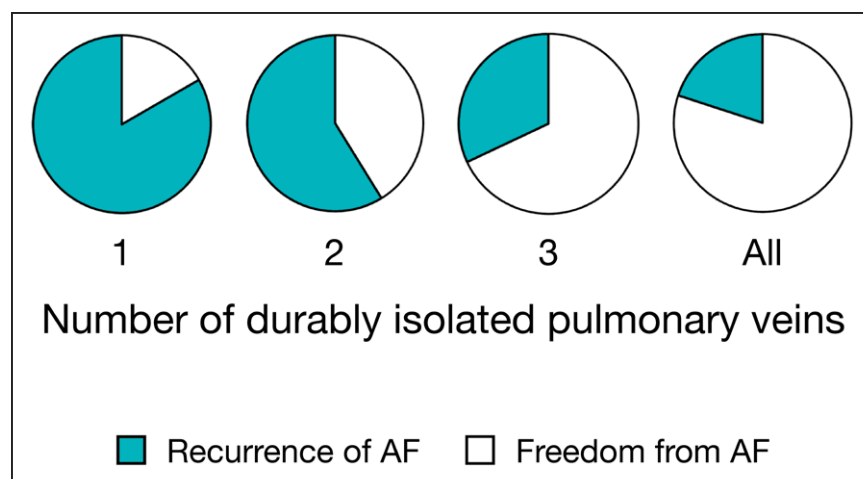 1 2 3 All
Number of durably isolated pulmonary veins
Recurrence of AF Freedom from AF